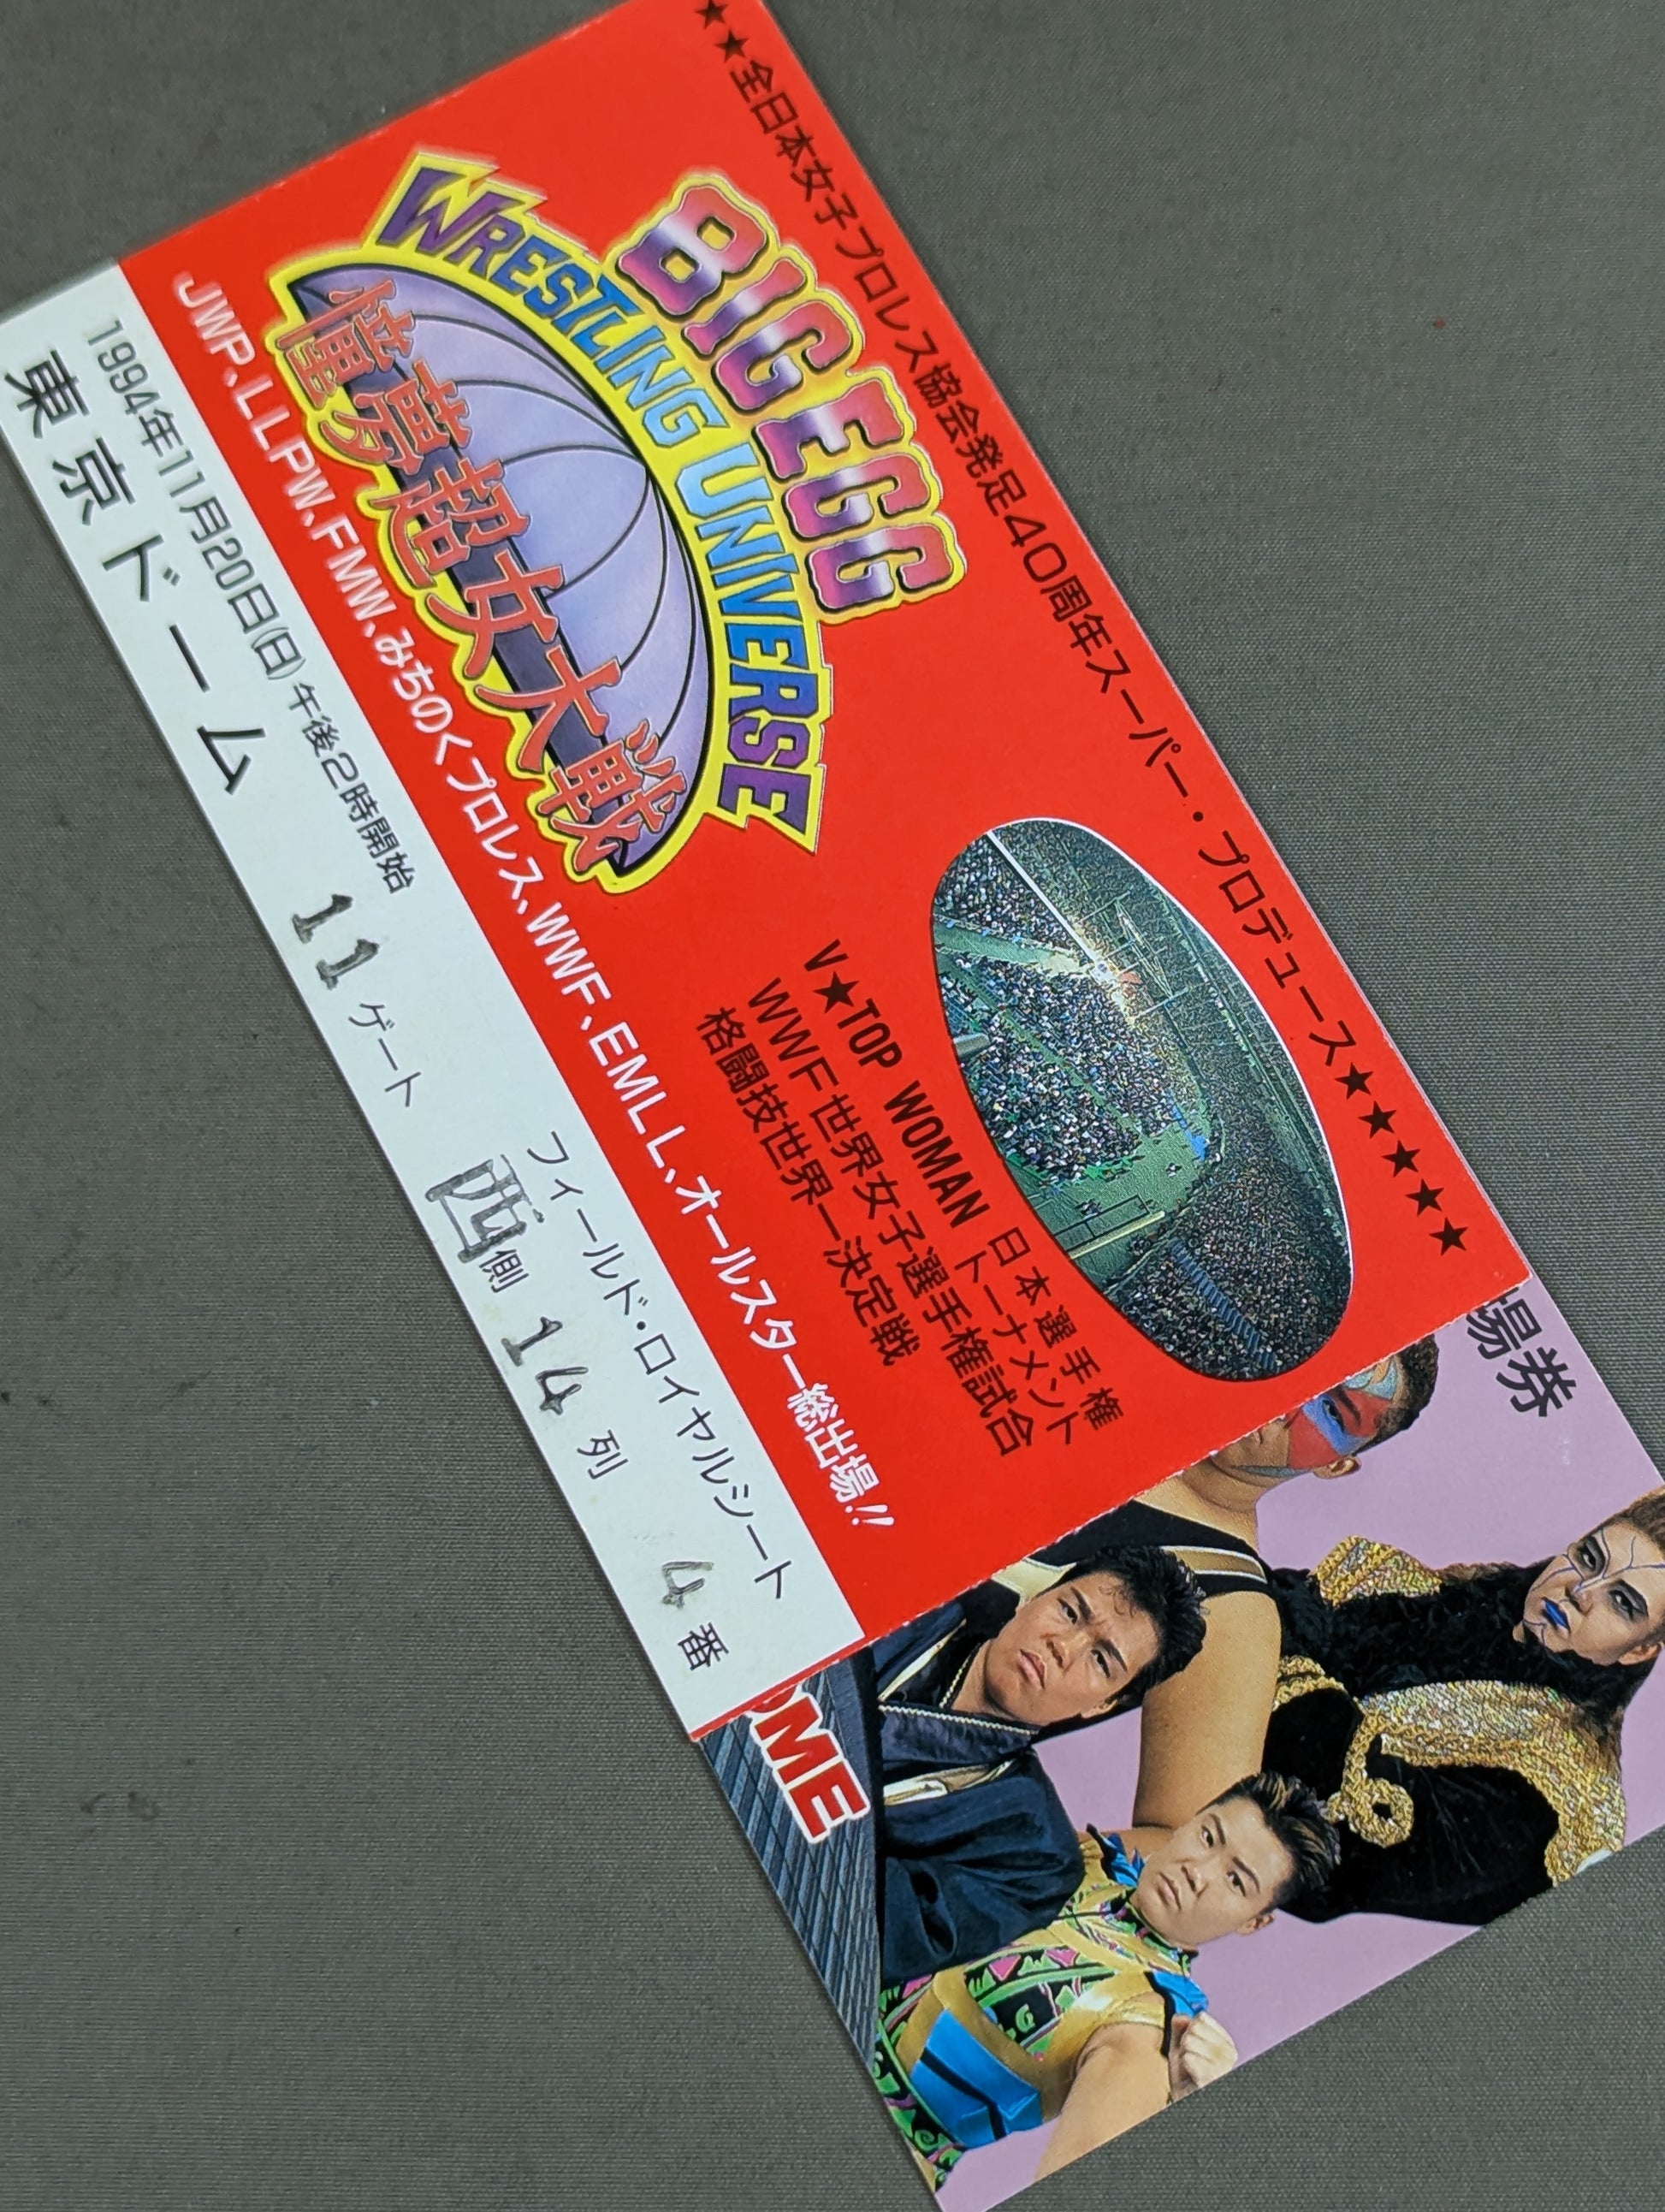 ★★全日本女子プロレス協会発足40周年スーパー・プロデュース★★★★★
BIG EGG
WRESTLING UNIVERSE
憧夢超女大戦
V★TOP WOMAN 日本選手権トーナメント
WWF世界女子選手権試合
格闘技世界一決定戦
JWP、LLPW、FMW、みちのくプロレス、WWF、EMLL、オールスター総出場!!
1994年11月20日(日)午後2時開始
フィールド・ロイヤルシート
東京ドーム 11ゲート 西側 14列 4番
場券
OME